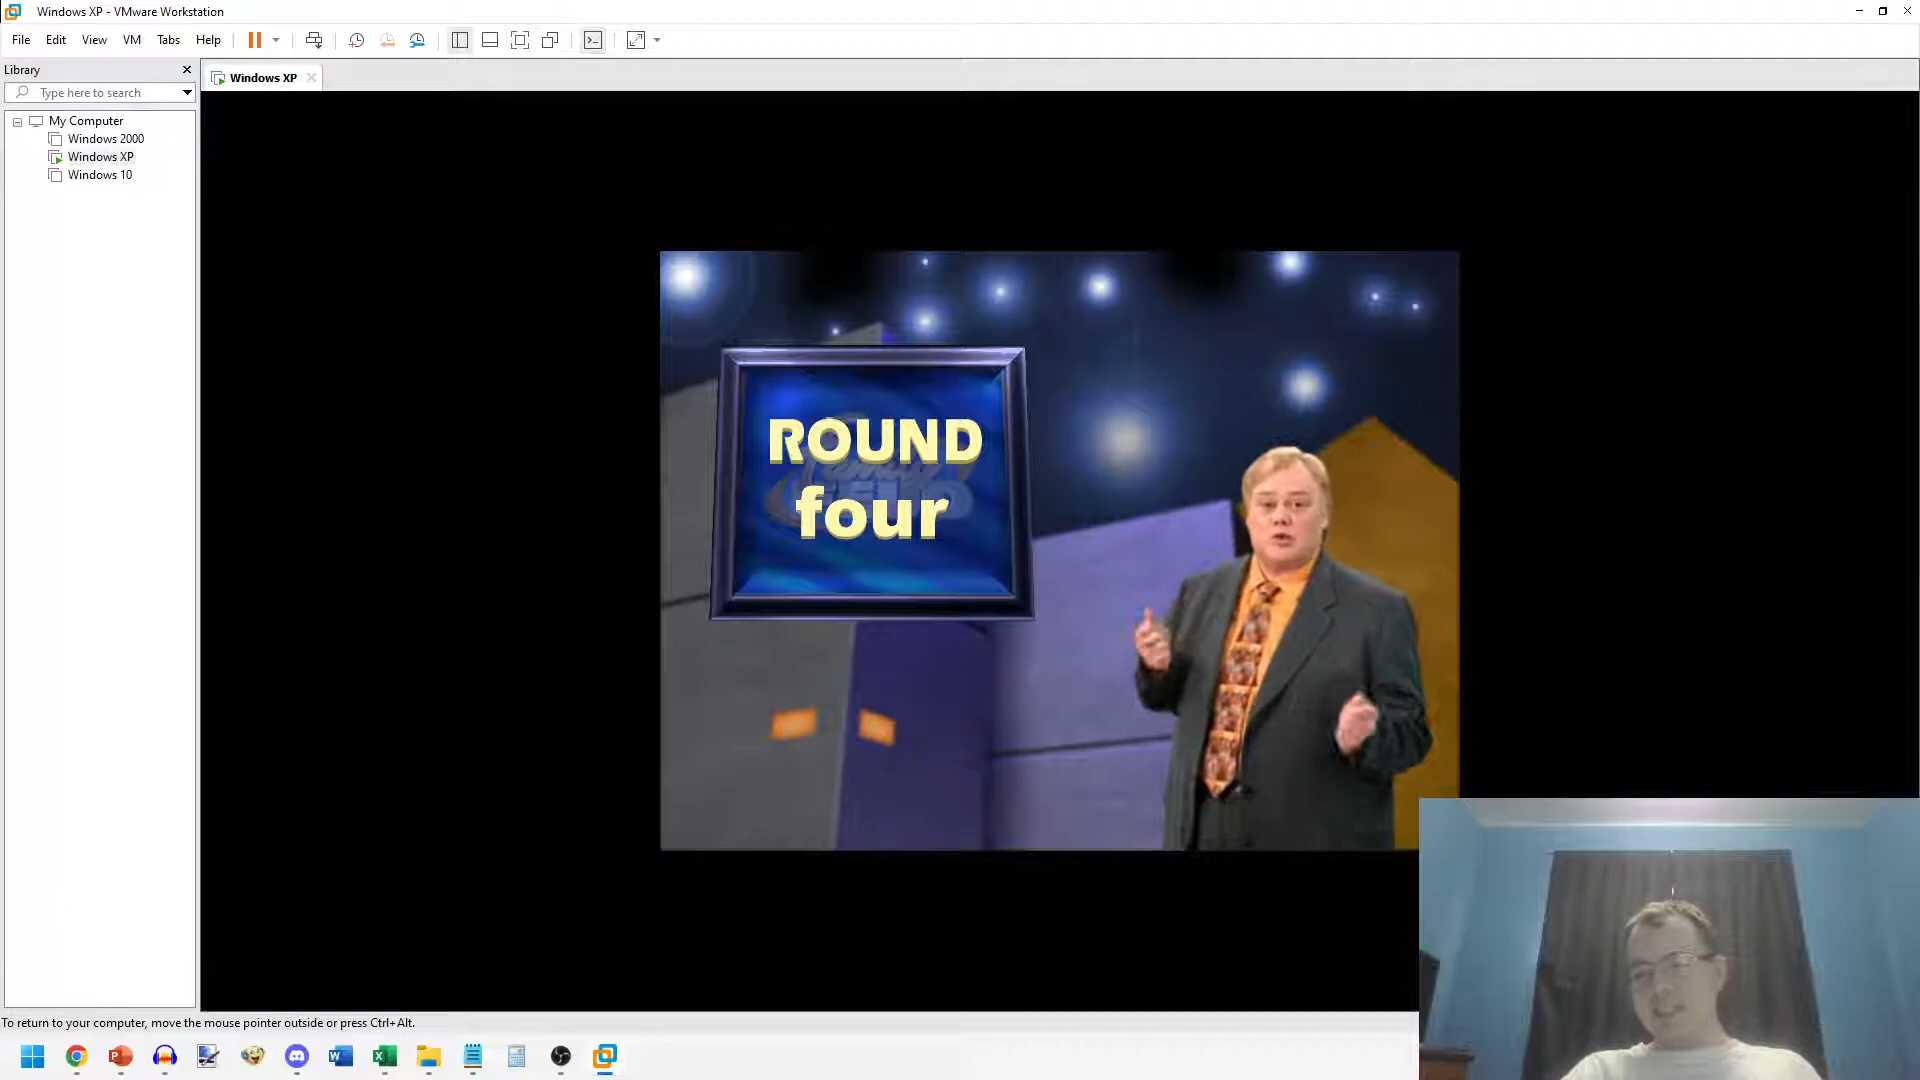 Windows XP - VMware Workstation
File Edit View VM Tabs Help
Library
Windows XP
Type here to search
My Computer
Windows 2000
Windows XP
Windows 10
ROUND
four
To return to your computer, move the mouse pointer outside or press Ctrl+Alt.